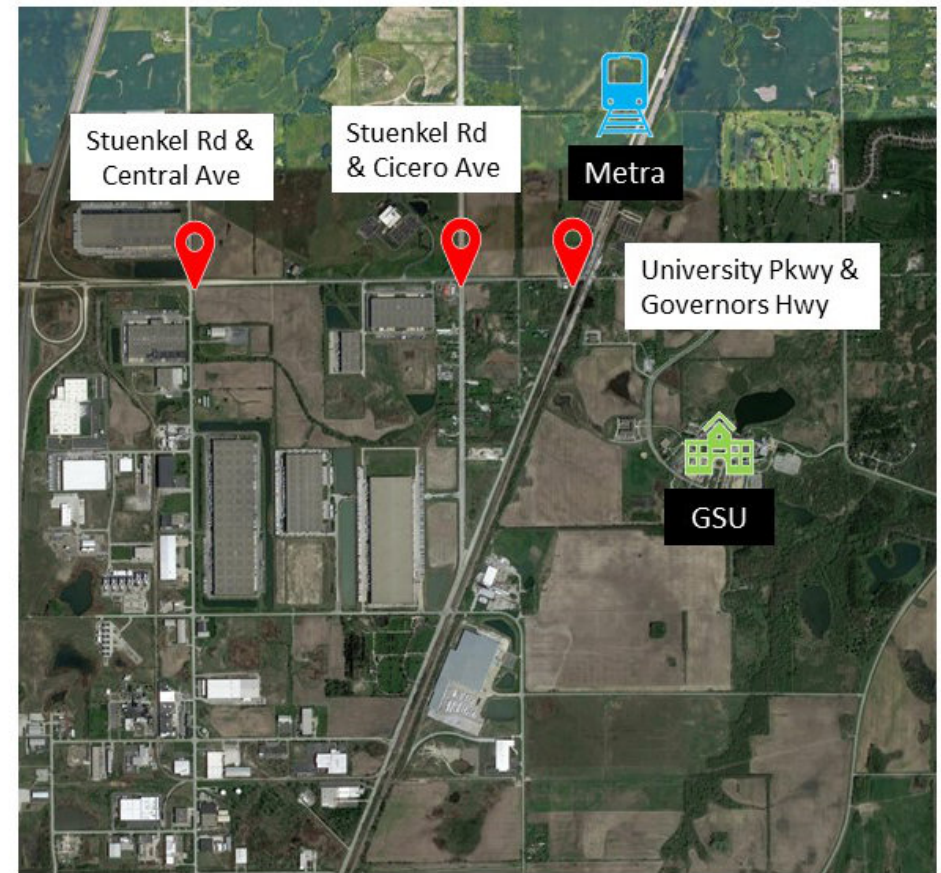 Stuenkel Rd &
Central Ave
Stuenkel Rd
& Cicero Ave
Metra
University Pkwy &
Governors Hwy
GSU